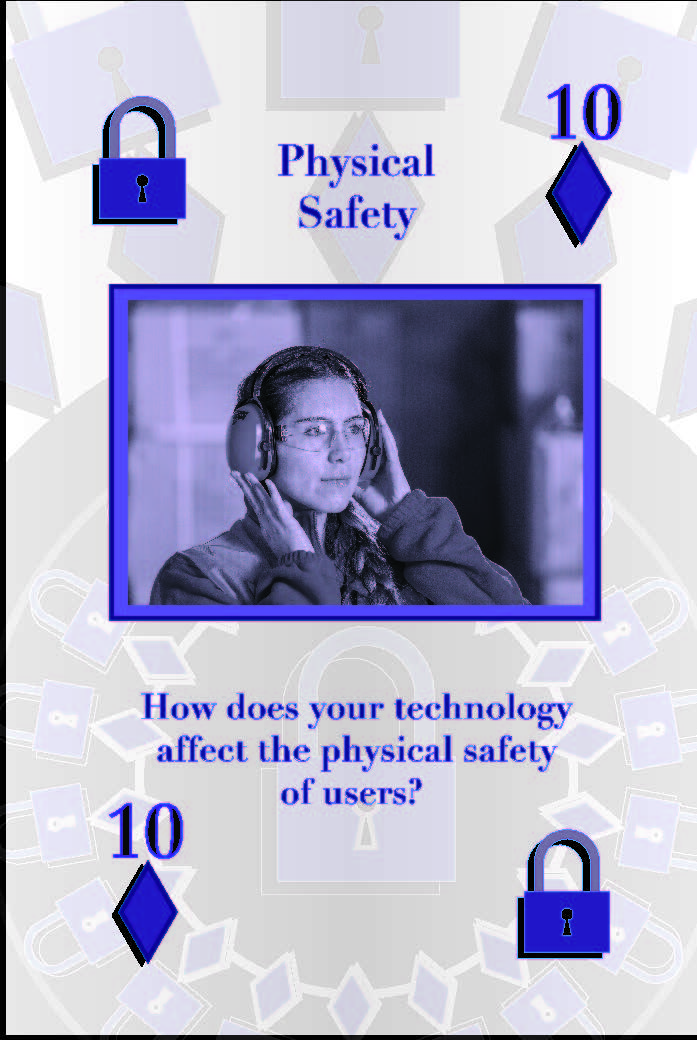 10
Physical
Safety
How does your technology
affect the physical safety
of users?
10